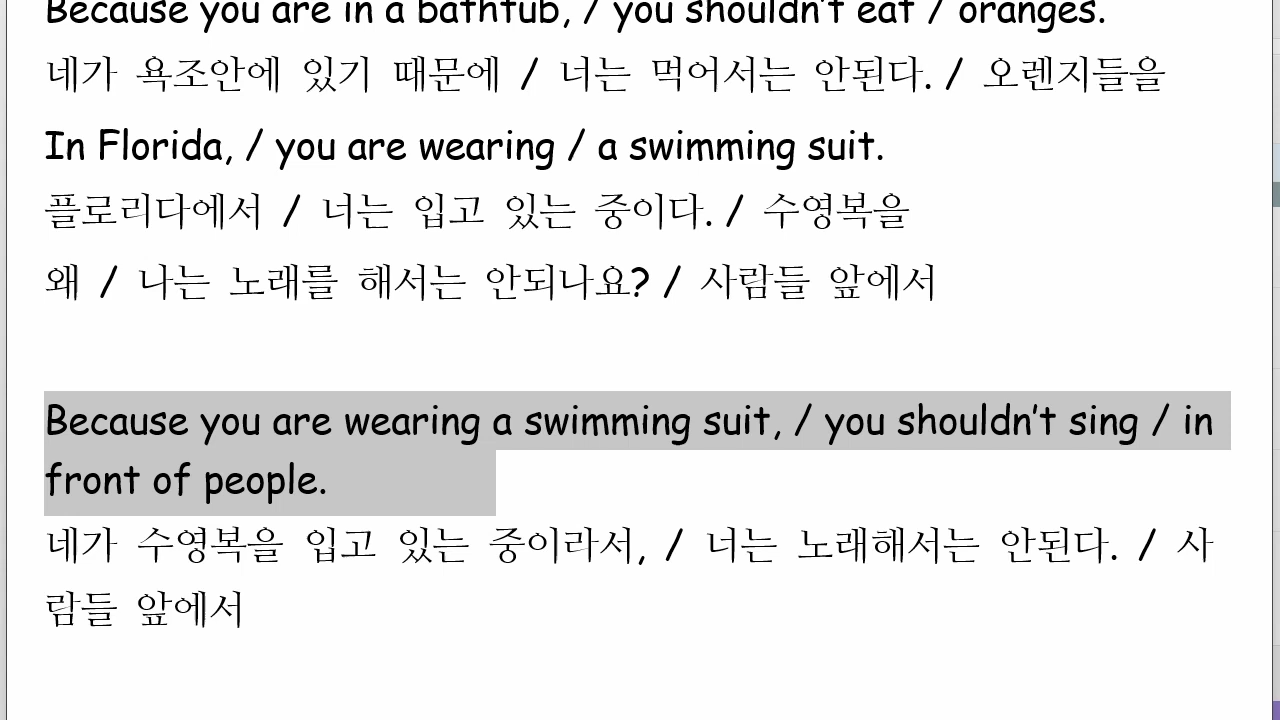 Because you are in a bathtub, / you shouldn't eat / oranges.
네가 욕조안에 있기 때문에 / 너는 먹어서는 안된다. / 오렌지들을
In Florida, / you are wearing / a swimming suit.
플로리다에서 / 너는 입고 있는 중이다. / 수영복을
왜 / 나는 노래를 해서는 안되나요? / 사람들 앞에서
Because you are wearing a swimming suit, / you shouldn't sing / in
front of people.
네가 수영복을 입고 있는 중이라서, / 너는 노래해서는 안된다. / 사
람들 앞에서